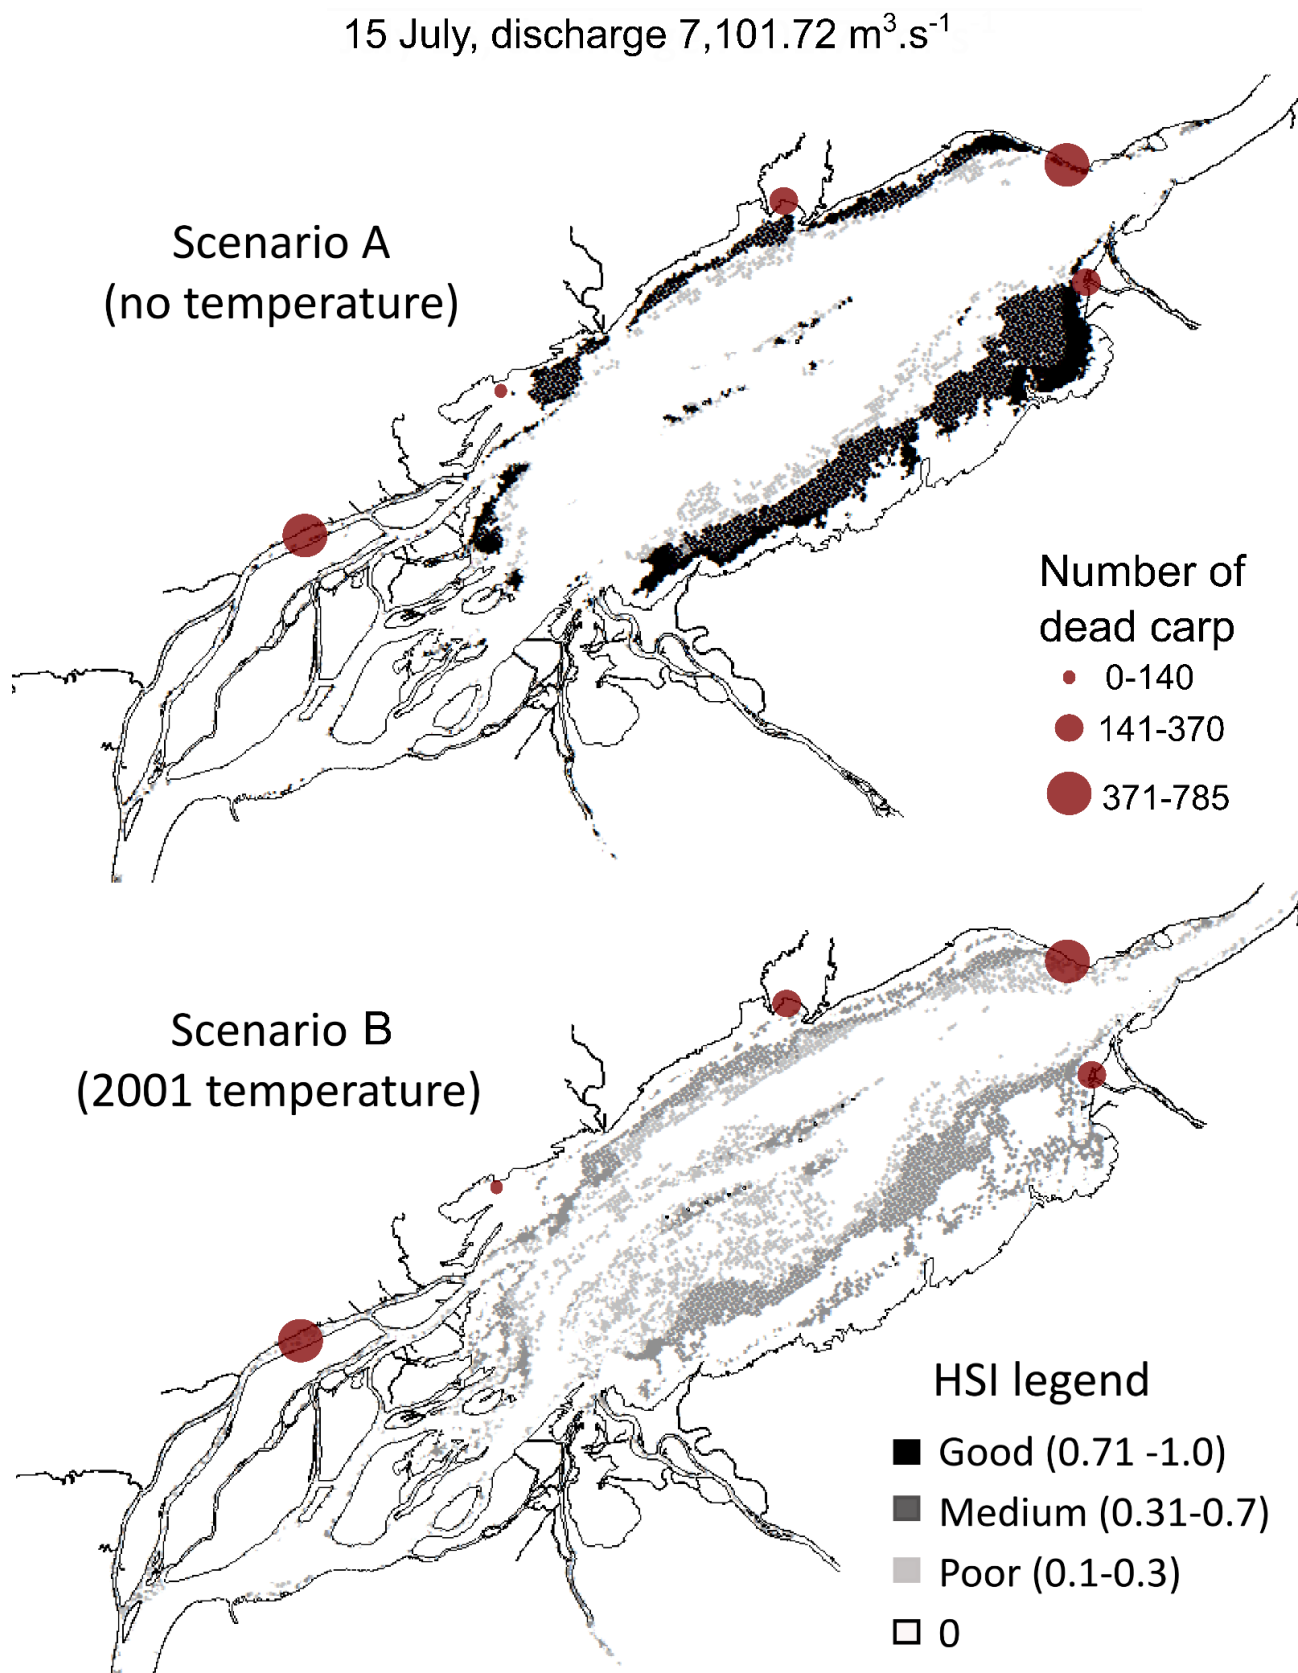 15 July, discharge 7,101.72 m³.s⁻¹
Scenario A
(no temperature)
Number of
dead carp
0-140
141-370
371-785
Scenario B
(2001 temperature)
HSI legend
Good (0.71 -1.0)
Medium (0.31-0.7)
Poor (0.1-0.3)
0